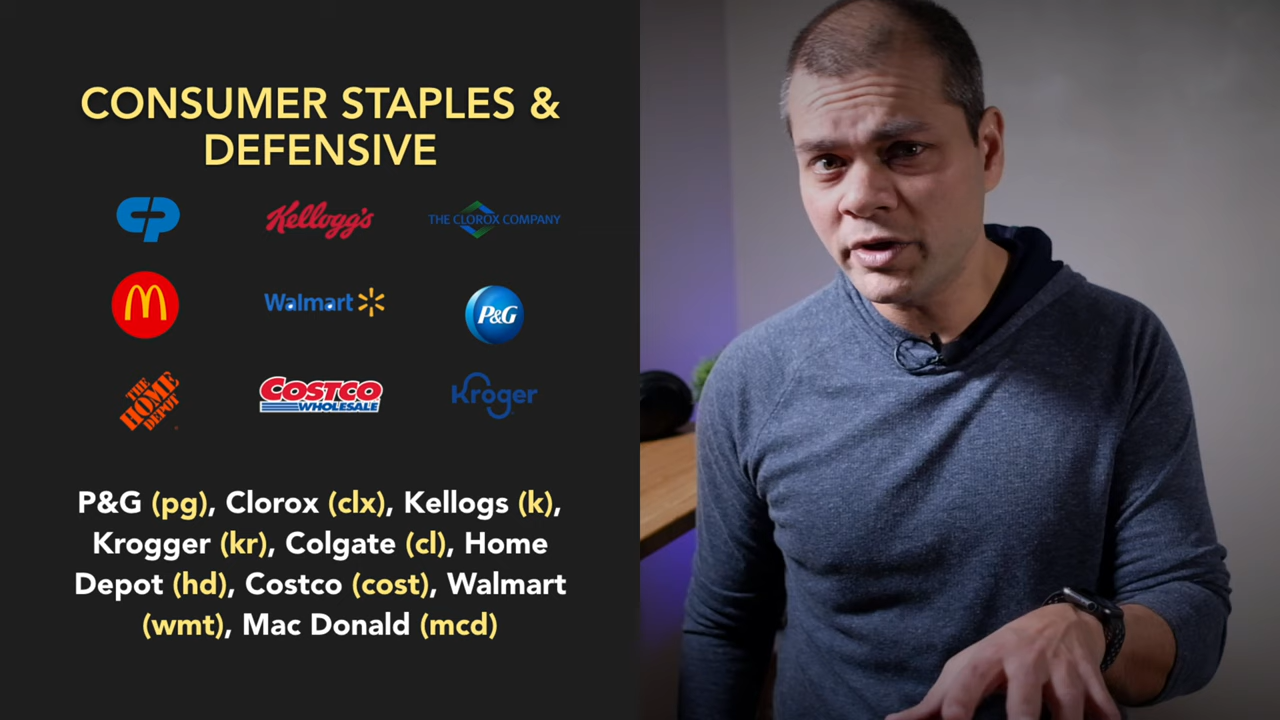 CONSUMER STAPLES &
DEFENSIVE
CP
Kellogg's
THE CLOROX COMPANY
M
Walmart
P&G
THE
HOME
DEPOT
COSTCO
WHOLESALE
Kroger
P&G (pg), Clorox (clx), Kellogs (k),
Krogger (kr), Colgate (cl), Home
Depot (hd), Costco (cost), Walmart
(wmt), Mac Donald (mcd)